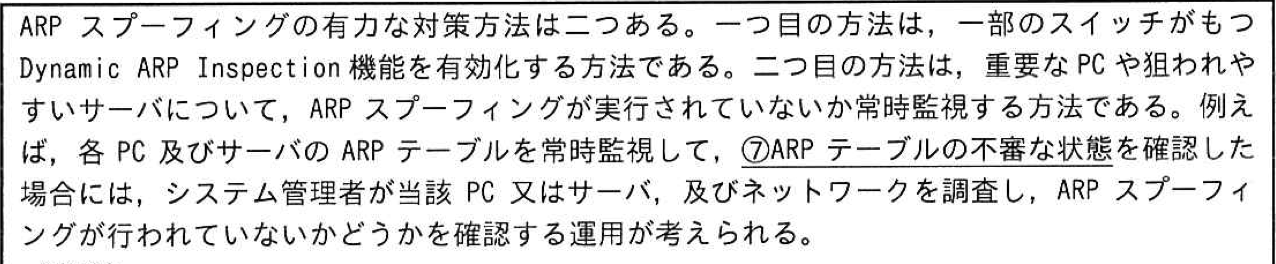 ARP スプーフィングの有力な対策方法は二つある。一つ目の方法は，一部のスイッチがもつ
Dynamic ARP Inspection 機能を有効化する方法である。二つ目の方法は，重要な PC や狙われや
すいサーバについて，ARP スプーフィングが実行されていないか常時監視する方法である。例え
ば，各 PC 及びサーバの ARP テーブルを常時監視して，⑦ARP テーブルの不審な状態を確認した
場合には，システム管理者が当該 PC 又はサーバ，及びネットワークを調査し，ARP スプーフィ
ングが行われていないかどうかを確認する運用が考えられる。